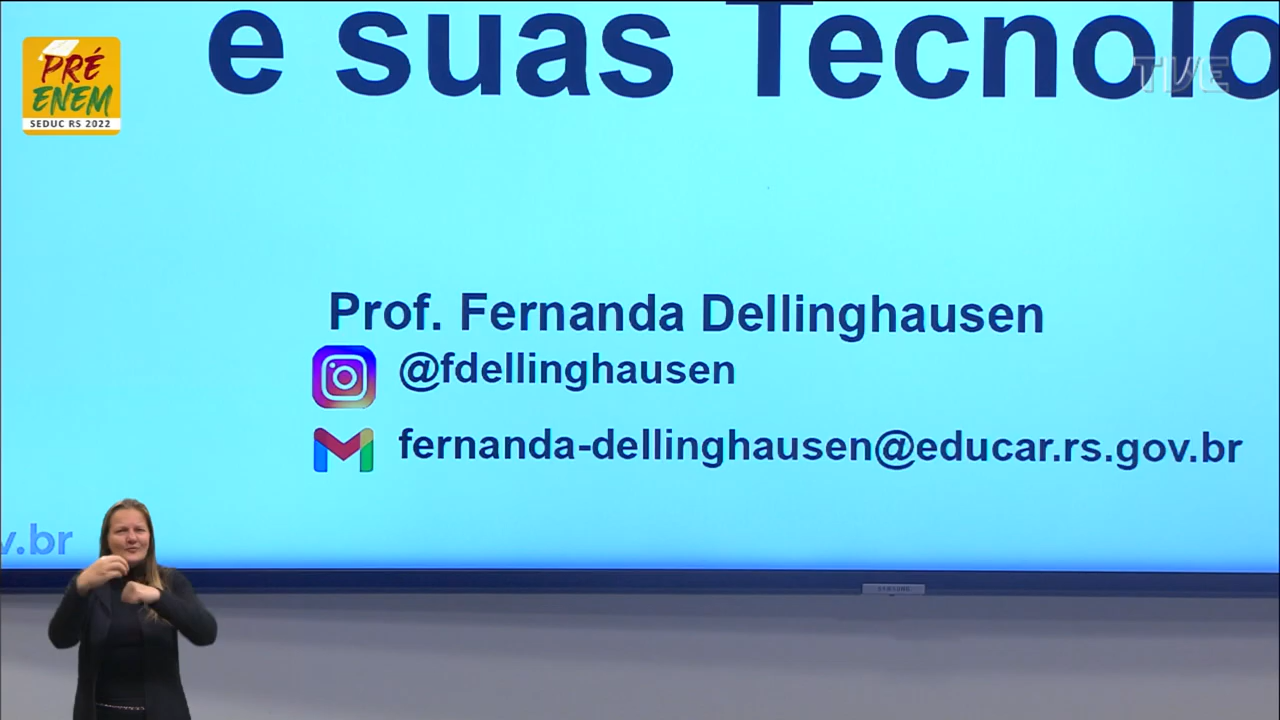 e suas Tecnolo
TVE
PRÉ
ENEM
SEDUC RS 2022
Prof. Fernanda Dellinghausen
@fdellinghausen
fernanda-dellinghausen@educar.rs.gov.br
v.br
SAMSUNG